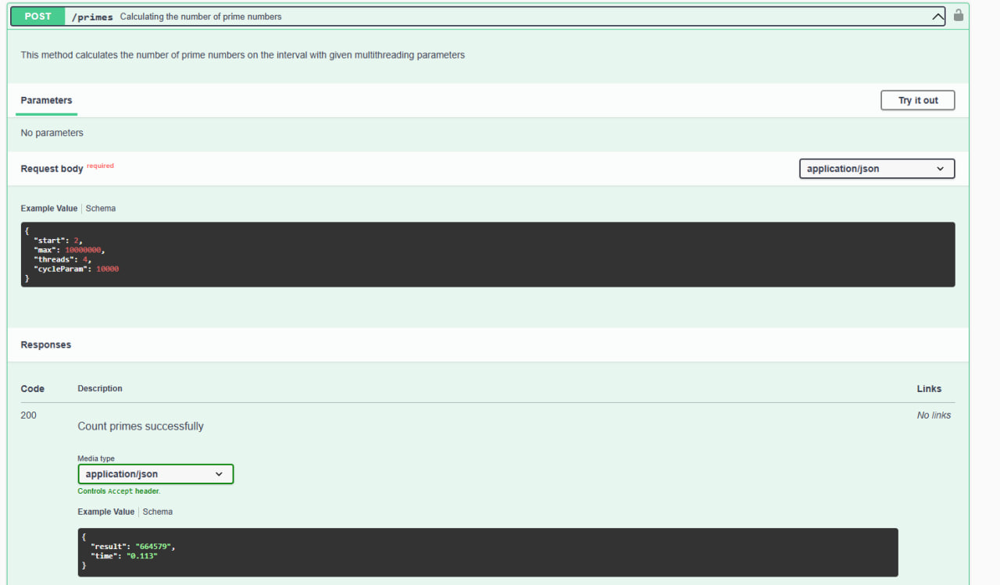 POST /primes Calculating the number of prime numbers
This method calculates the number of prime numbers on the interval with given multithreading parameters
Parameters
Try it out
No parameters
Request body required
application/json
Example Value Schema
{
"start": 2,
"max": 10000000,
"threads": 4,
"cycleParam": 10000
}
Responses
Code Description Links
200
Count primes successfully
No links
Media type
application/json
Controls Accept header.
Example Value Schema
{
"result": "664579",
"time": "0.113"
}